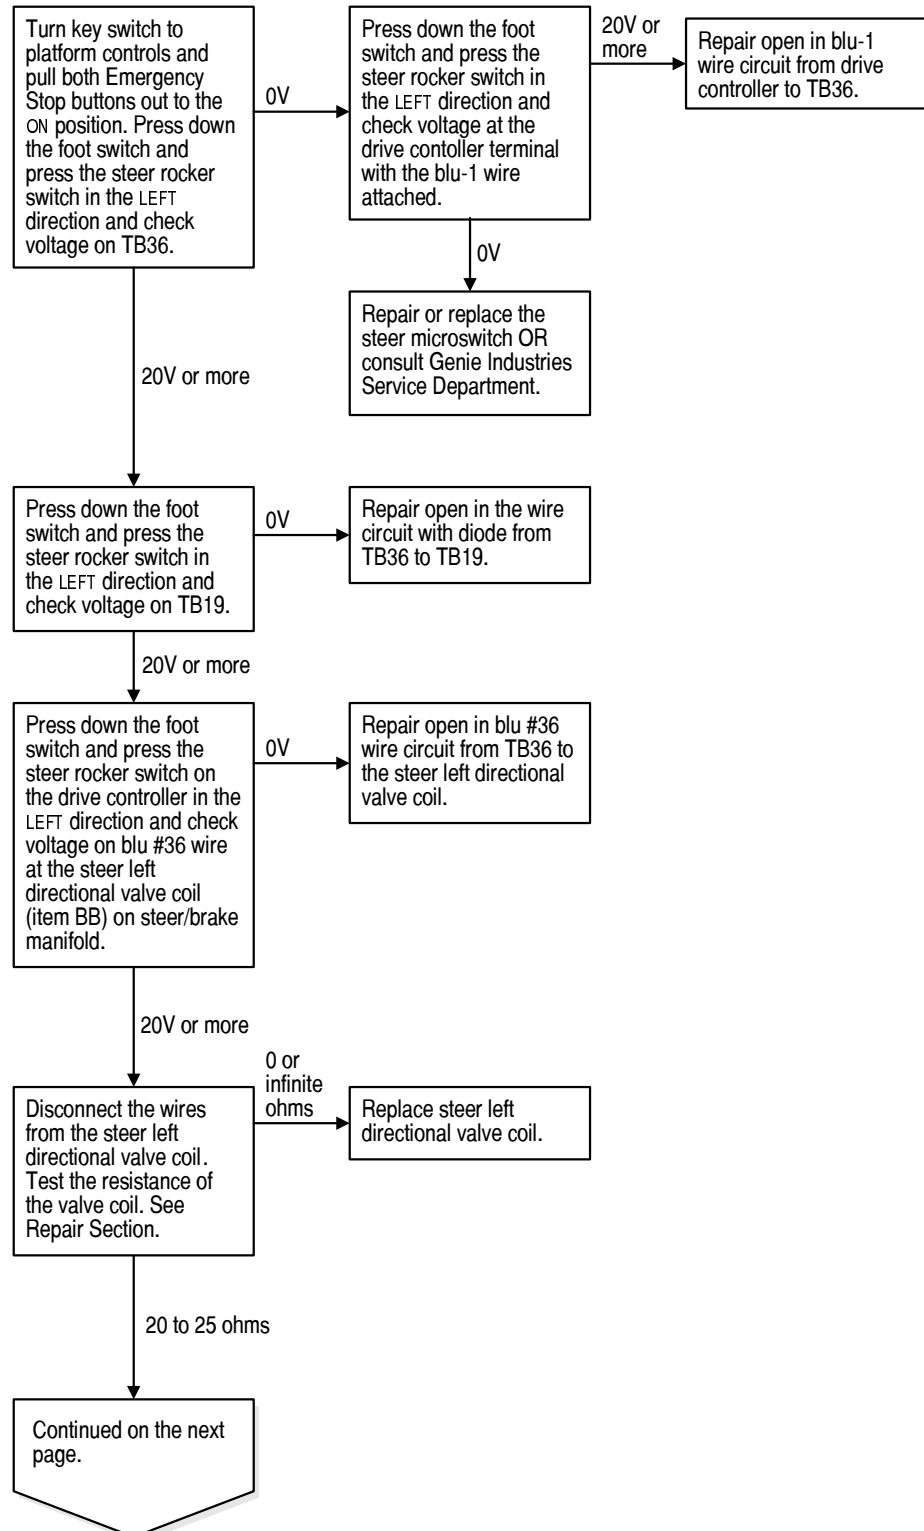 Turn key switch to
platform controls and
pull both Emergency
Stop buttons out to the
ON position. Press down
the foot switch and
press the steer rocker
switch in the LEFT
direction and check
voltage on TB36.
0V
Press down the foot
switch and press the
steer rocker switch in
the LEFT direction and
check voltage at the
drive contoller terminal
with the blu-1 wire
attached.
20V or
more
Repair open in blu-1
wire circuit from drive
controller to TB36.
0V
Repair or replace the
steer microswitch OR
consult Genie Industries
Service Department.
20V or more
Press down the foot
switch and press the
steer rocker switch in
the LEFT direction and
check voltage on TB19.
0V
Repair open in the wire
circuit with diode from
TB36 to TB19.
20V or more
Press down the foot
switch and press the
steer rocker switch on
the drive controller in the
LEFT direction and check
voltage on blu #36 wire
at the steer left
directional valve coil
(item BB) on steer/brake
manifold.
0V
Repair open in blu #36
wire circuit from TB36 to
the steer left directional
valve coil.
20V or more
Disconnect the wires
from the steer left
directional valve coil.
Test the resistance of
the valve coil. See
Repair Section.
0 or
infinite
ohms
Replace steer left
directional valve coil.
20 to 25 ohms
Continued on the next
page.